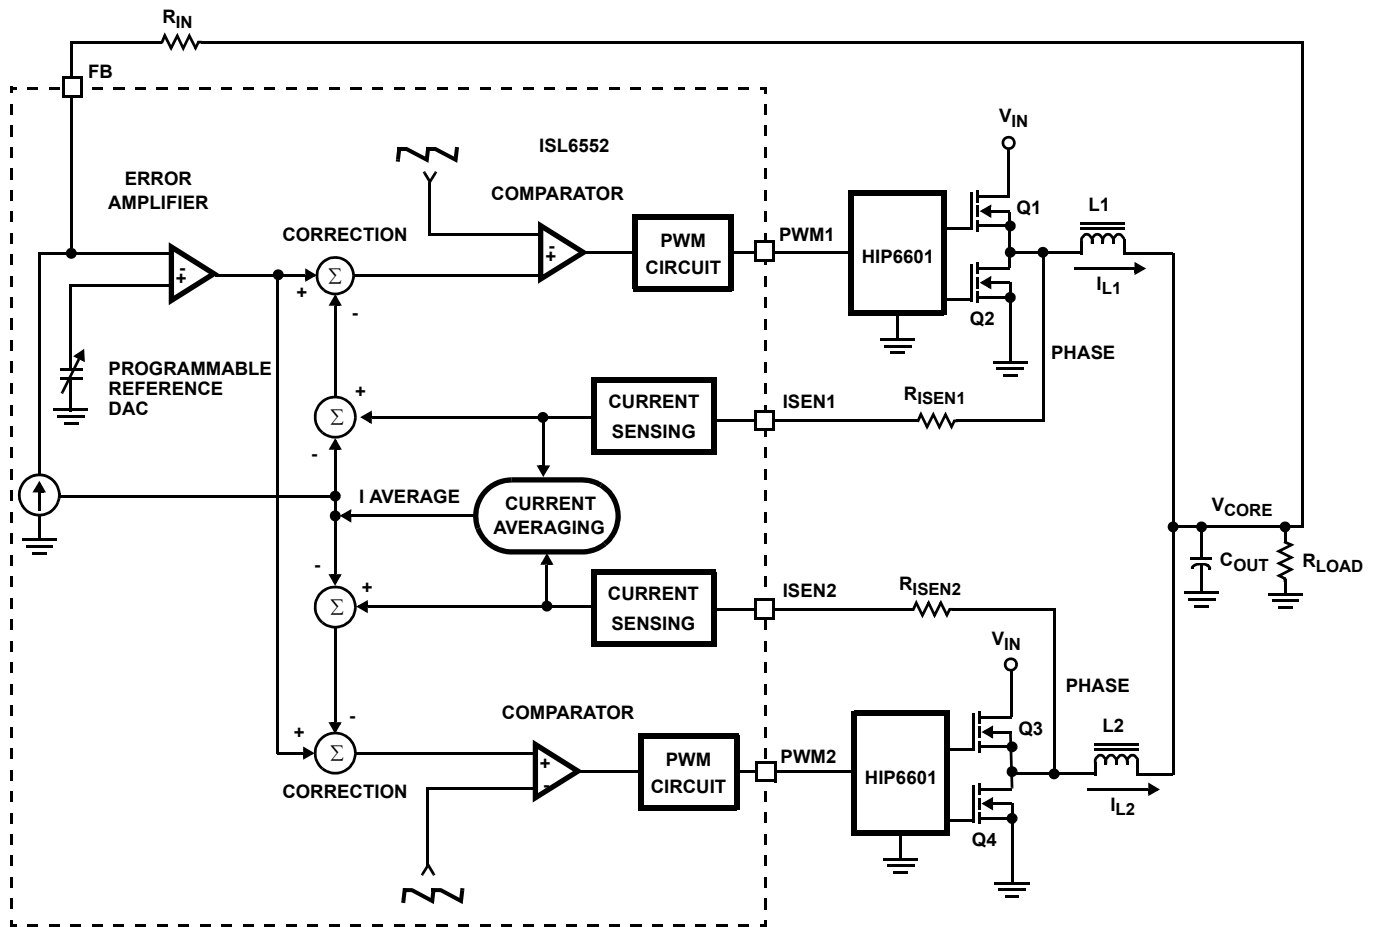 RIN
FB
ISL6552
VIN
ERROR
AMPLIFIER
COMPARATOR
Q1
L1
CORRECTION
PWM
CIRCUIT
PWM1
HIP6601
-
+
Σ
+
-
+
IL1
Q2
-
PHASE
PROGRAMMABLE
REFERENCE
DAC
+
Σ
CURRENT
SENSING
ISEN1
RISEN1
-
I AVERAGE
CURRENT
AVERAGING
VCORE
COUT
RLOAD
-
+
Σ
CURRENT
SENSING
ISEN2
RISEN2
VIN
PHASE
-
COMPARATOR
Q3
L2
+
Σ
+
-
PWM
CIRCUIT
PWM2
HIP6601
CORRECTION
IL2
Q4